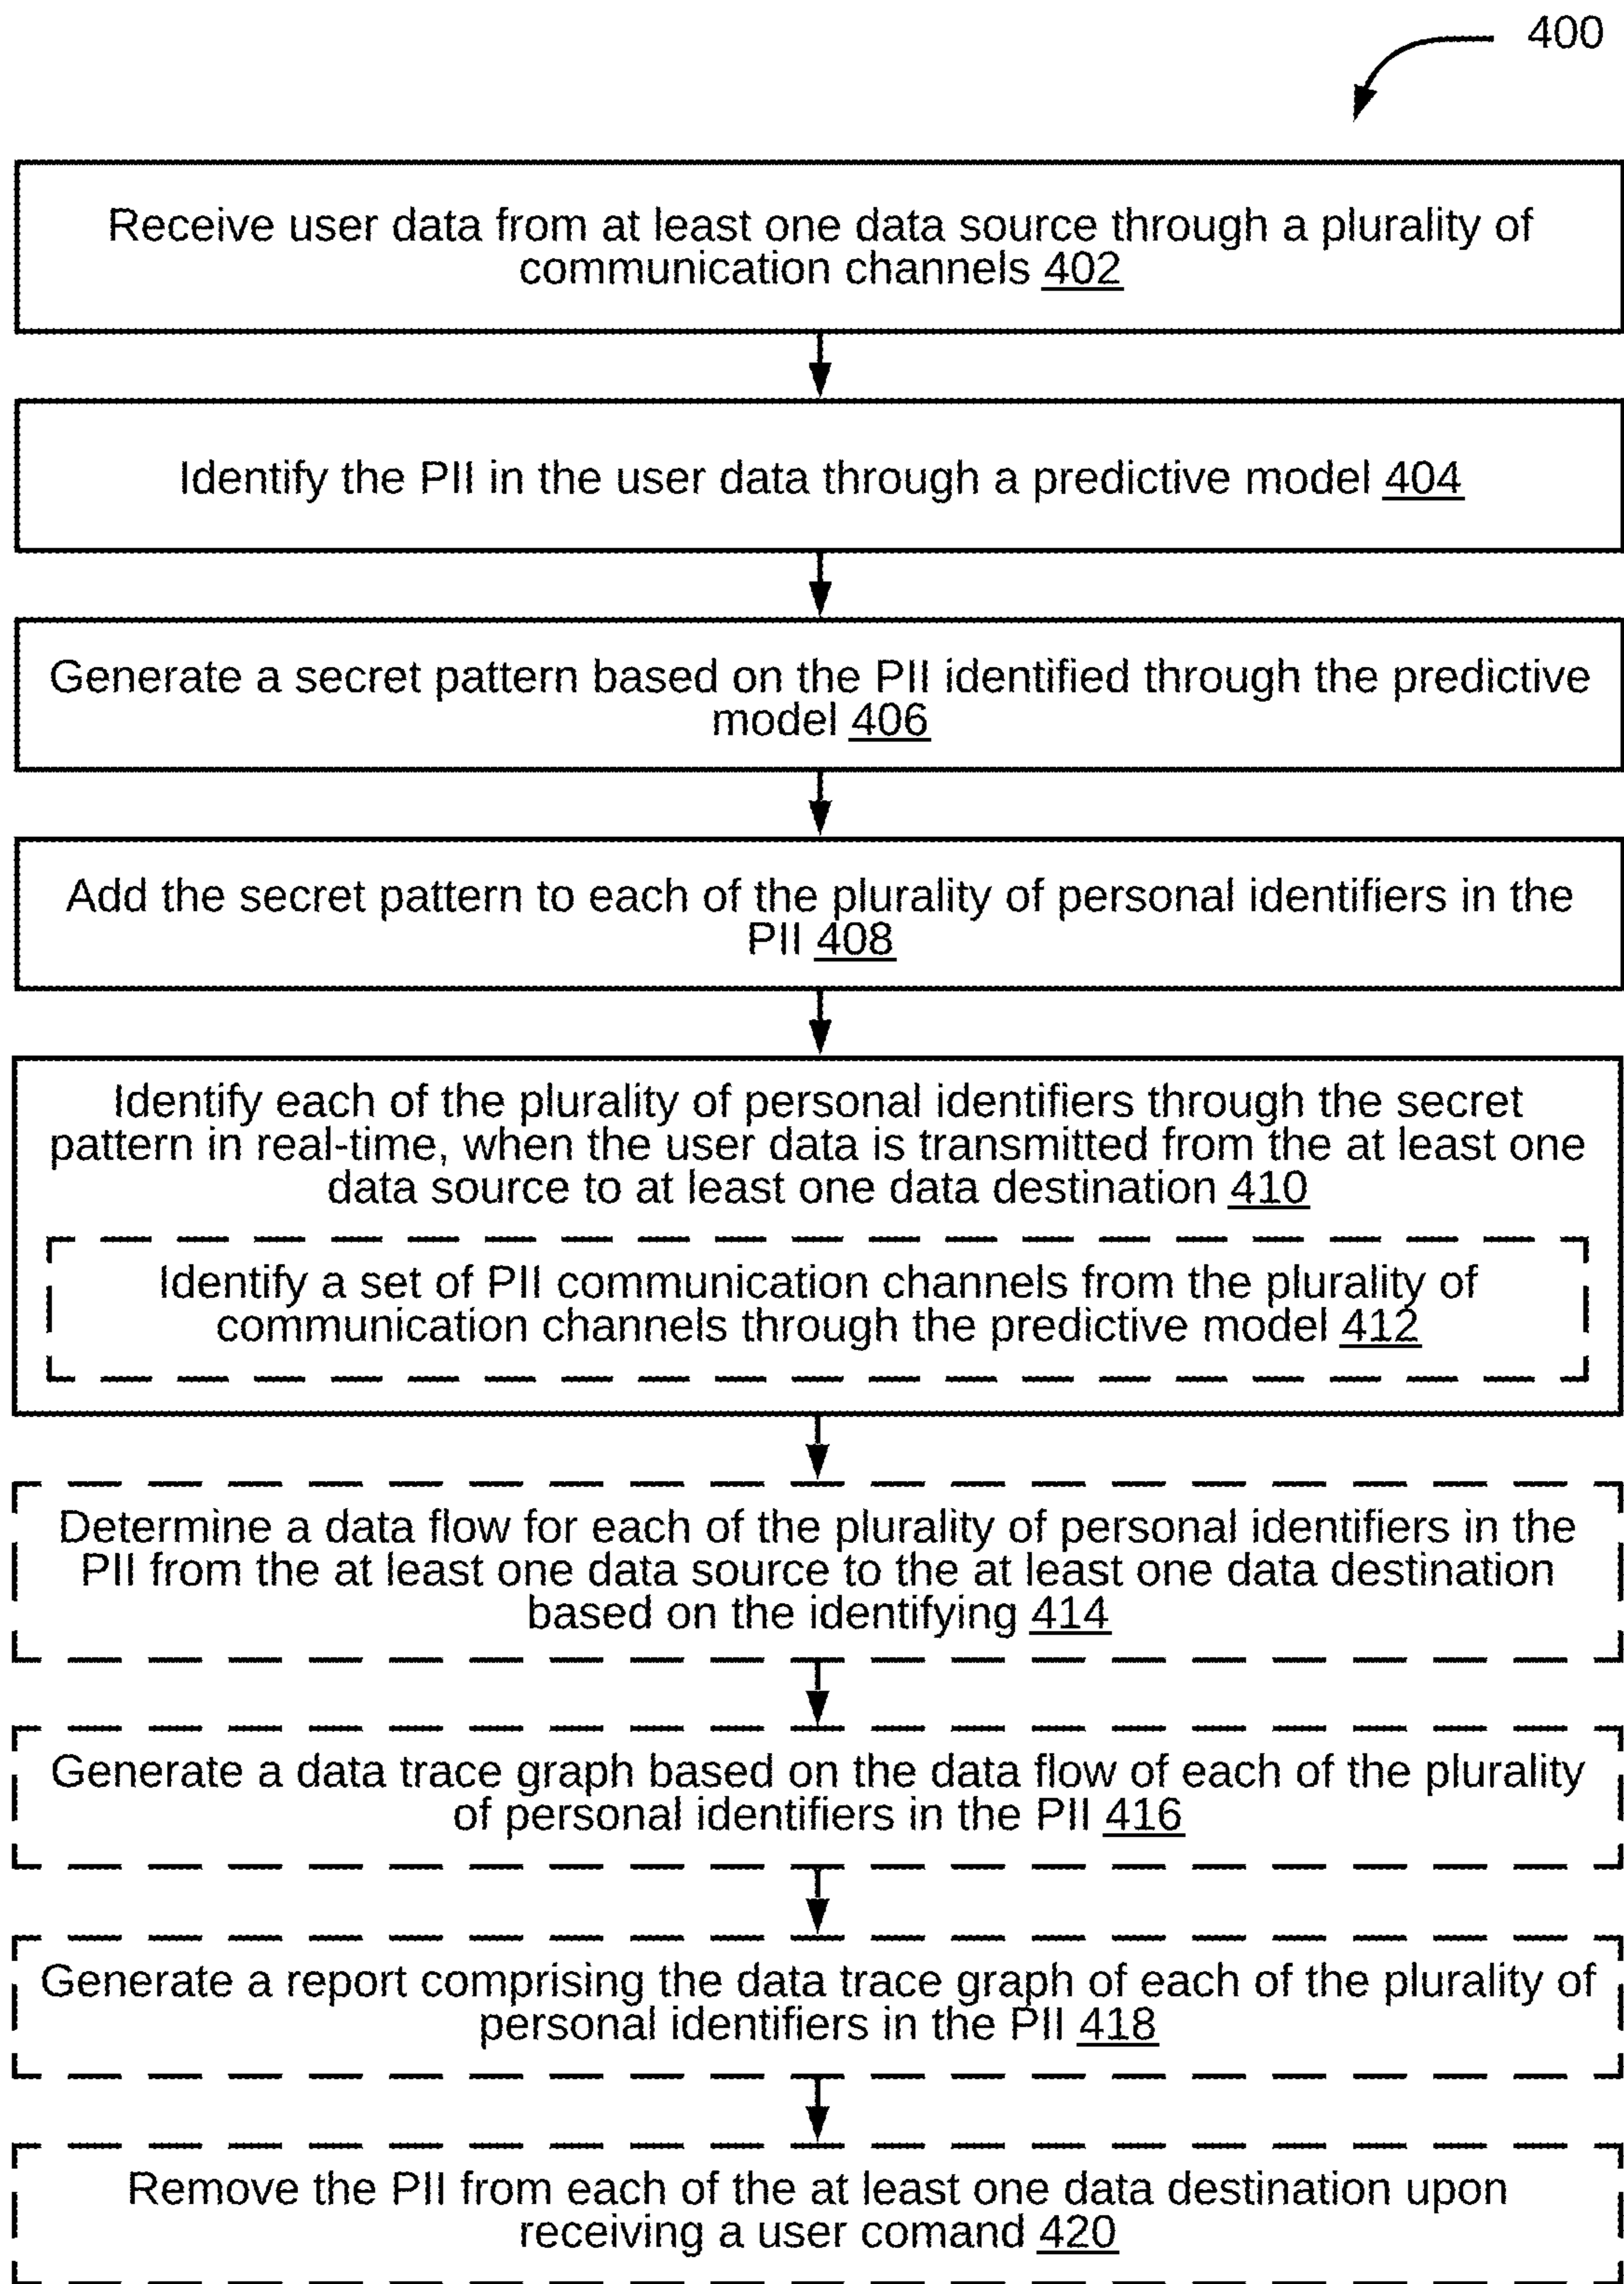 400
Receive user data from at least one data source through a plurality of
communication channels 402
Identify the PII in the user data through a predictive model 404
Generate a secret pattern based on the PII identified through the predictive
model 406
Add the secret pattern to each of the plurality of personal identifiers in the
PII 408
Identify each of the plurality of personal identifiers through the secret
pattern in real-time, when the user data is transmitted from the at least one
data source to at least one data destination 410
Identify a set of PII communication channels from the plurality of
communication channels through the predictive model 412
Determine a data flow for each of the plurality of personal identifiers in the
PII from the at least one data source to the at least one data destination
based on the identifying 414
Generate a data trace graph based on the data flow of each of the plurality
of personal identifiers in the PII 416
Generate a report comprising the data trace graph of each of the plurality of
personal identifiers in the PII 418
Remove the PII from each of the at least one data destination upon
receiving a user comand 420